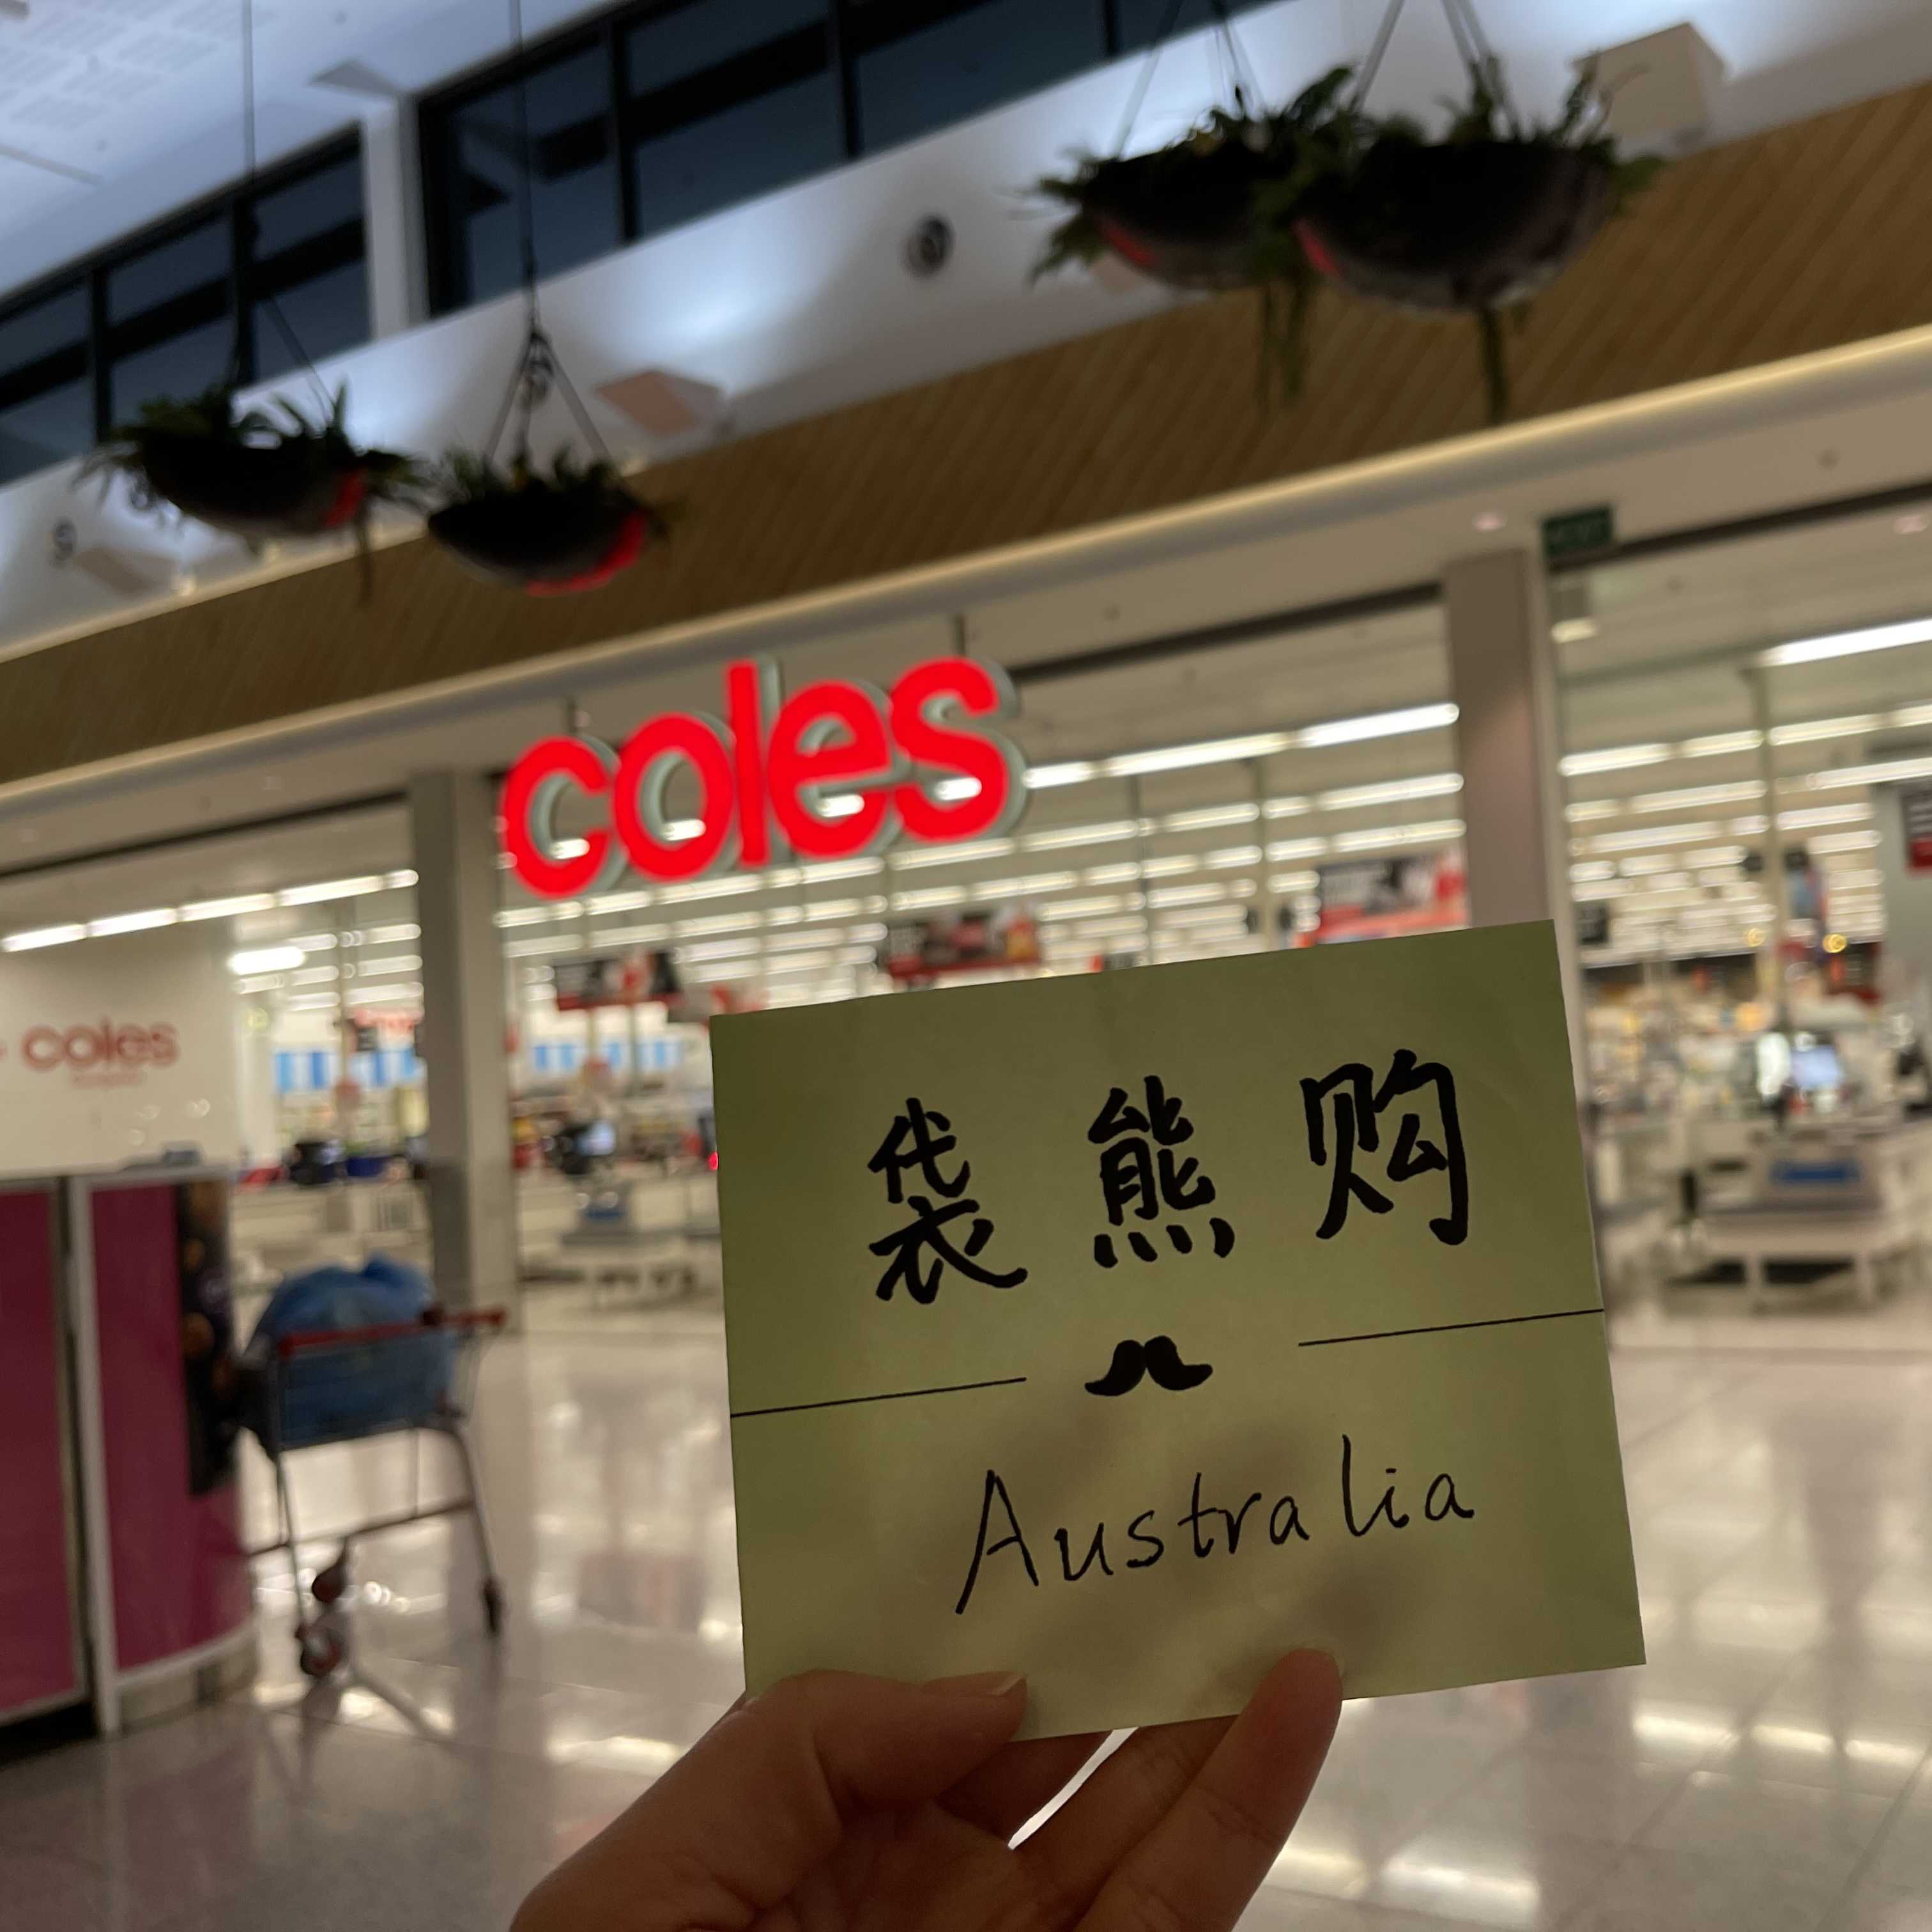 coles
coles
袋熊购
Australia